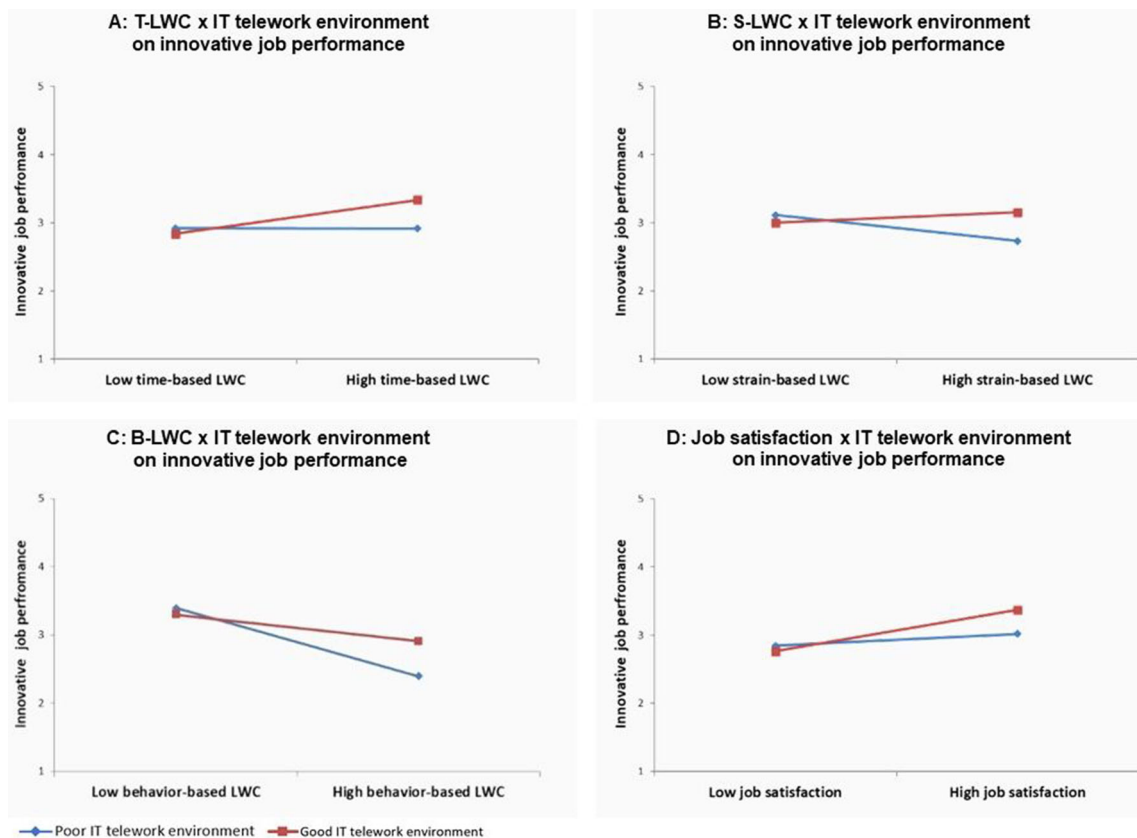 A: T-LWC x IT telework environment
on innovative job performance
Innovative job perfromance
5
4
3
2
1
Low time-based LWC
High time-based LWC
B: S-LWC x IT telework environment
on innovative job performance
Innovative job perfromance
5
4
3
2
1
Low strain-based LWC
High strain-based LWC
C: B-LWC x IT telework environment
on innovative job performance
Innovative job perfromance
5
4
3
2
1
Low behavior-based LWC
High behavior-based LWC
D: Job satisfaction x IT telework environment
on innovative job performance
Innovative job perfromance
5
4
3
2
1
Low job satisfaction
High job satisfaction
Poor IT telework environment
Good IT telework environment